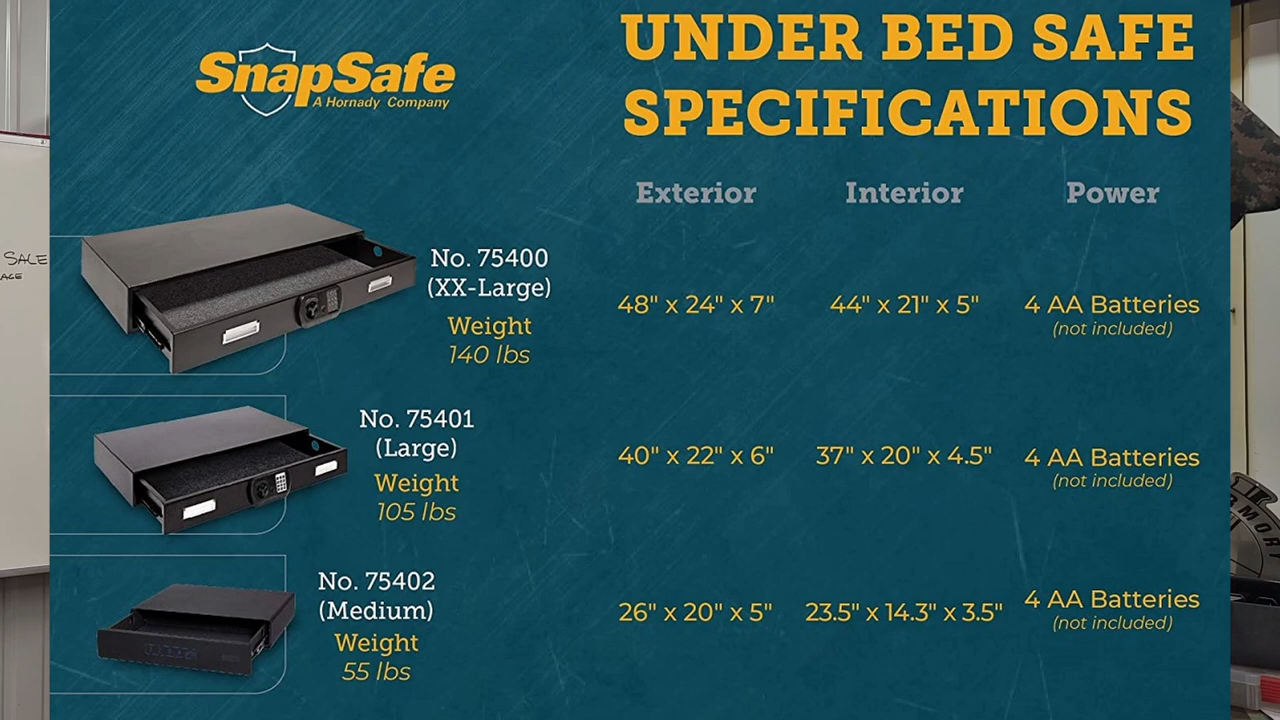 SnapSafe
A Hornady Company
UNDER BED SAFE
SPECIFICATIONS
Exterior Interior Power
SALE
No. 75400
(XX-Large)
Weight
140 lbs
48" x 24" x 7" 44" x 21" x 5" 4 AA Batteries
(not included)
No. 75401
(Large)
Weight
105 lbs
40" x 22" x 6" 37" x 20" x 4.5" 4 AA Batteries
(not included)
No. 75402
(Medium)
Weight
55 lbs
26" x 20" x 5" 23.5" x 14.3" x 3.5" 4 AA Batteries
(not included)